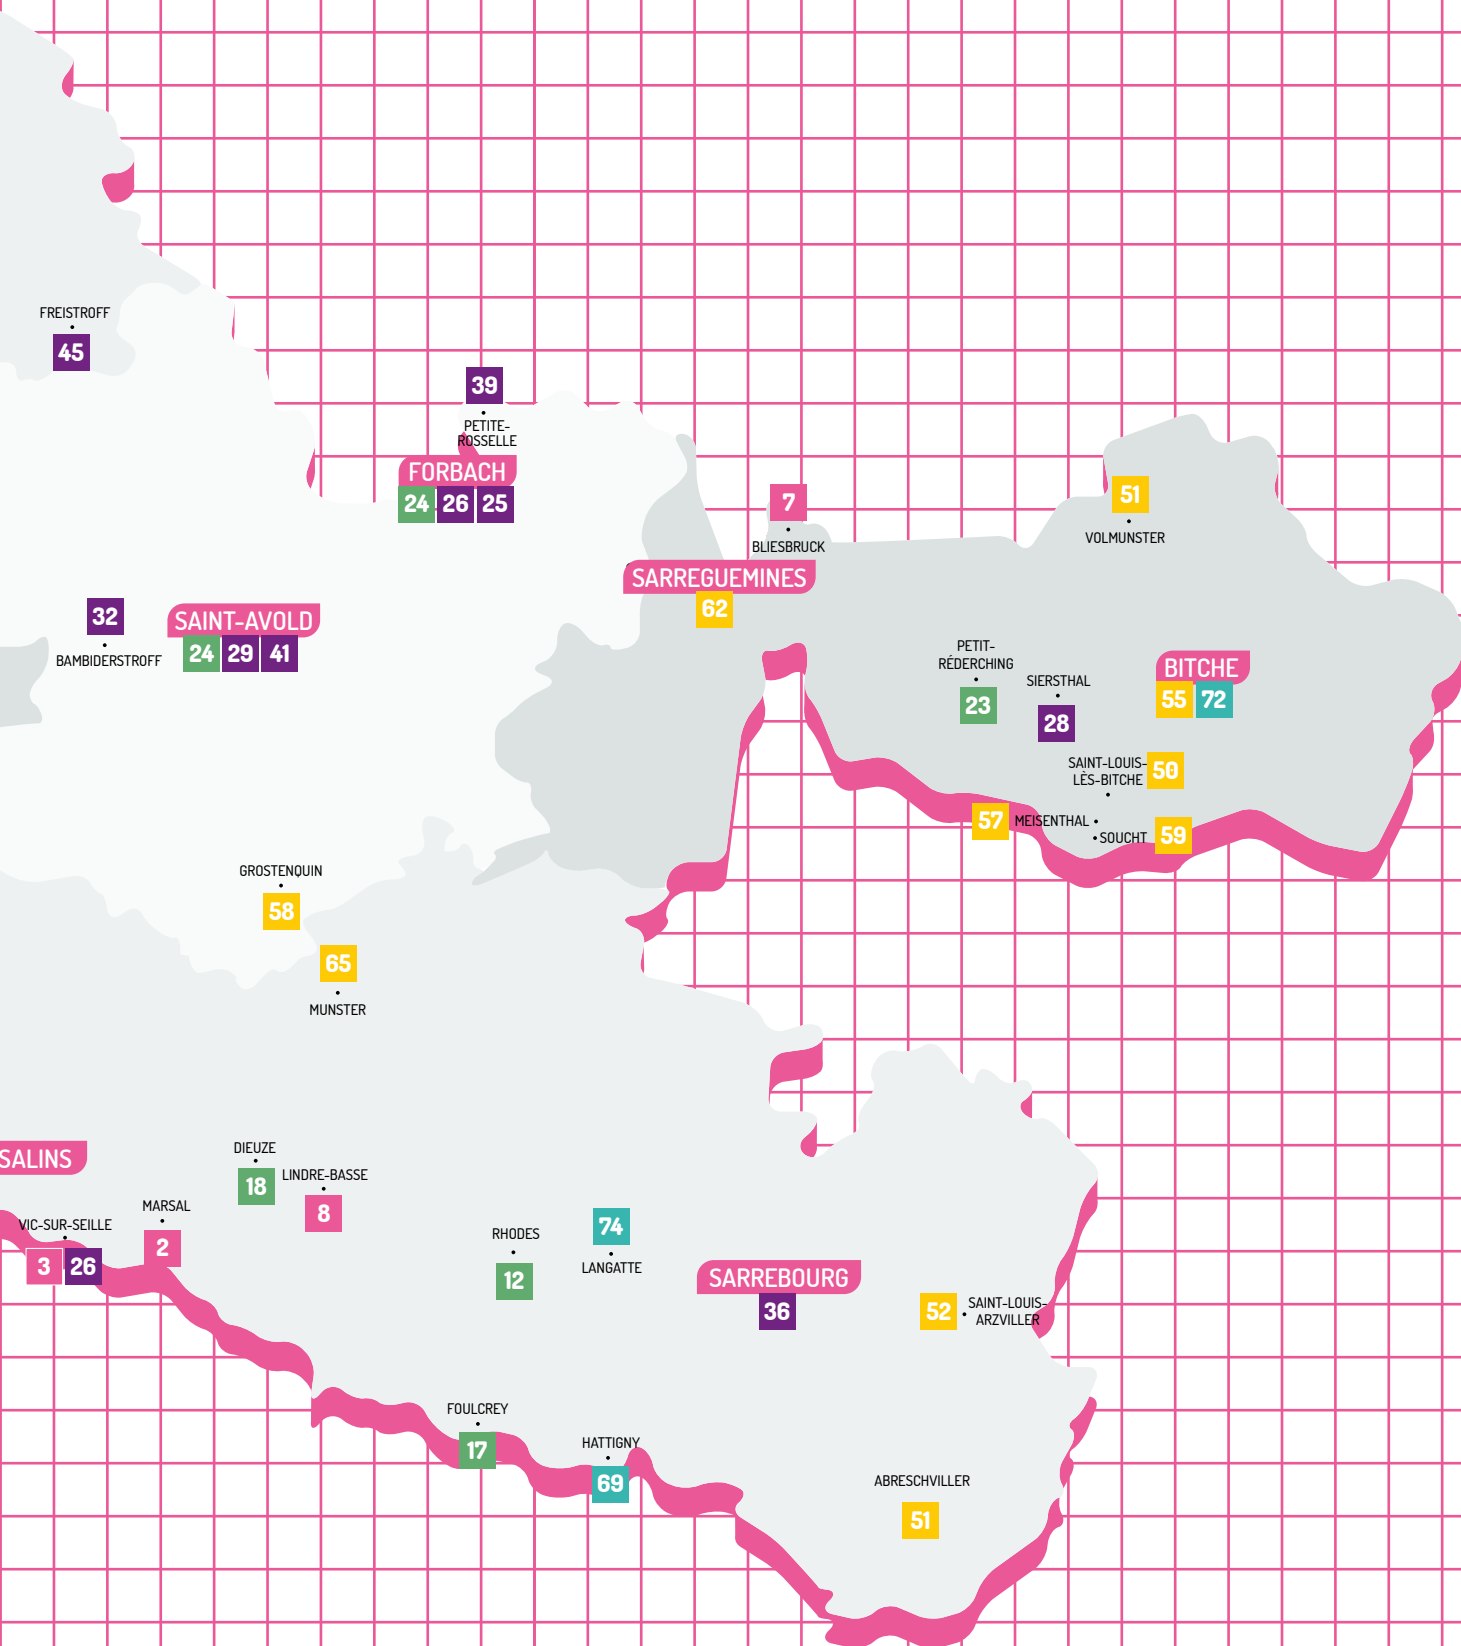 FREISTROFF
45
39
PETITE-
ROSSELLE
FORBACH
24 26 25
7
BLIESBRUCK
51
VOLMUNSTER
SARREGUEMINES
62
32
BAMBIDERSTROFF
SAINT-AVOLD
24 29 41
PETIT-
RÉDERCHING
23
SIERSTHAL
28
BITCHE
55 72
SAINT-LOUIS-
LÈS-BITCHE
50
57 MEISENTHAL
SOUCHT 59
GROSTENQUIN
58
65
MUNSTER
SALINS
DIEUZE
18
LINDRE-BASSE
8
MARSAL
2
VIC-SUR-SEILLE
3 26
RHODES
12
74
LANGATTE
SARREBOURG
36
52
SAINT-LOUIS-
ARZVILLER
FOULCREY
17
HATTIGNY
69
ABRESCHVILLER
51